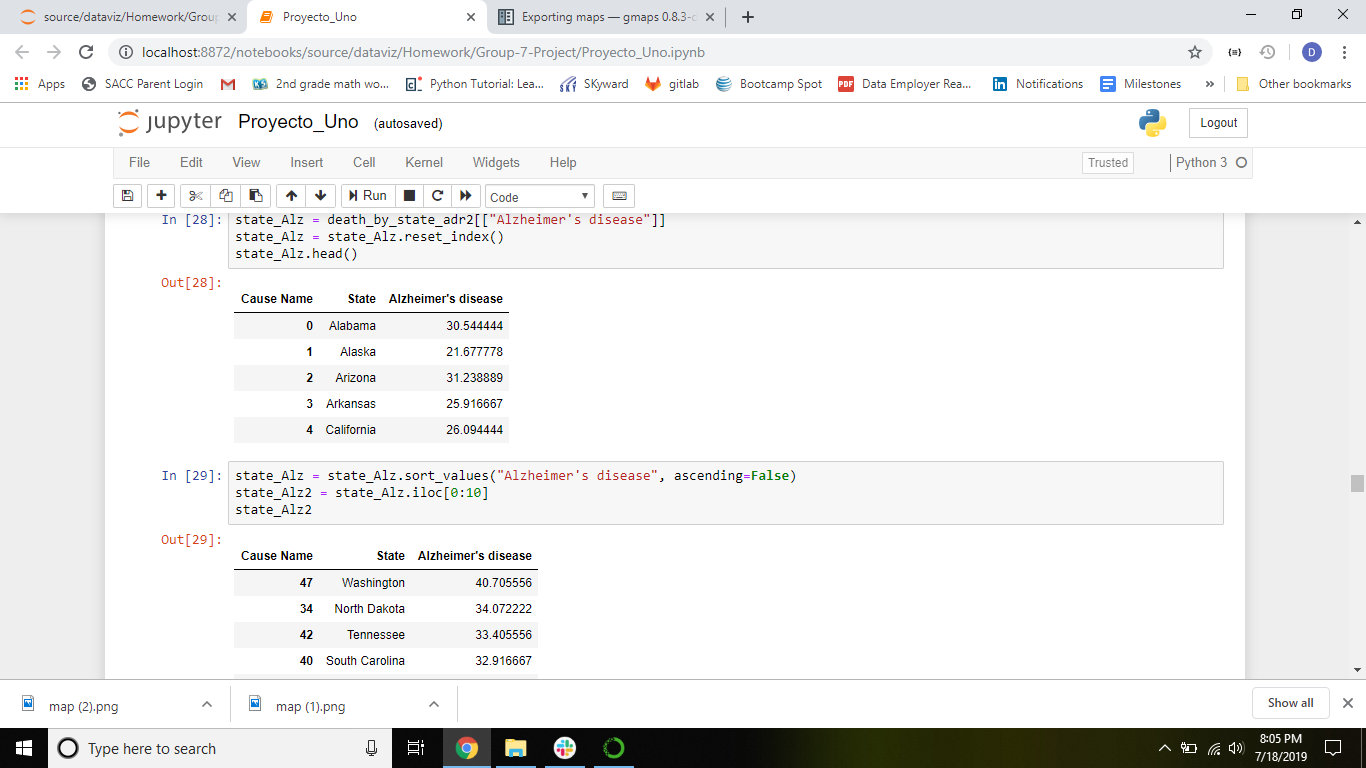 source/dataviz/Homework/Grou
Proyecto_Uno
Exporting maps — gmaps 0.8.3-d
localhost:8872/notebooks/source/dataviz/Homework/Group-7-Project/Proyecto_Uno.ipynb
D
Apps
SACC Parent Login
2nd grade math wo...
Python Tutorial: Lea...
SKyward
gitlab
Bootcamp Spot
PDF
Data Employer Rea...
in
Notifications
Milestones
»
Other bookmarks
jupyter Proyecto_Uno (autosaved)
Logout
File Edit View Insert Cell Kernel Widgets Help
Trusted
Python 3
Run
Code
In [28]:
state_Alz = death_by_state_adr2[["Alzheimer's disease"]]
state_Alz = state_Alz.reset_index()
state_Alz.head()
Out[28]:
Cause Name State Alzheimer's disease
0 Alabama 30.544444
1 Alaska 21.677778
2 Arizona 31.238889
3 Arkansas 25.916667
4 California 26.094444
In [29]:
state_Alz = state_Alz.sort_values("Alzheimer's disease", ascending=False)
state_Alz2 = state_Alz.iloc[0:10]
state_Alz2
Out[29]:
Cause Name State Alzheimer's disease
47 Washington 40.705556
34 North Dakota 34.072222
42 Tennessee 33.405556
40 South Carolina 32.916667
map (2).png
map (1).png
Show all
Type here to search
8:05 PM
7/18/2019